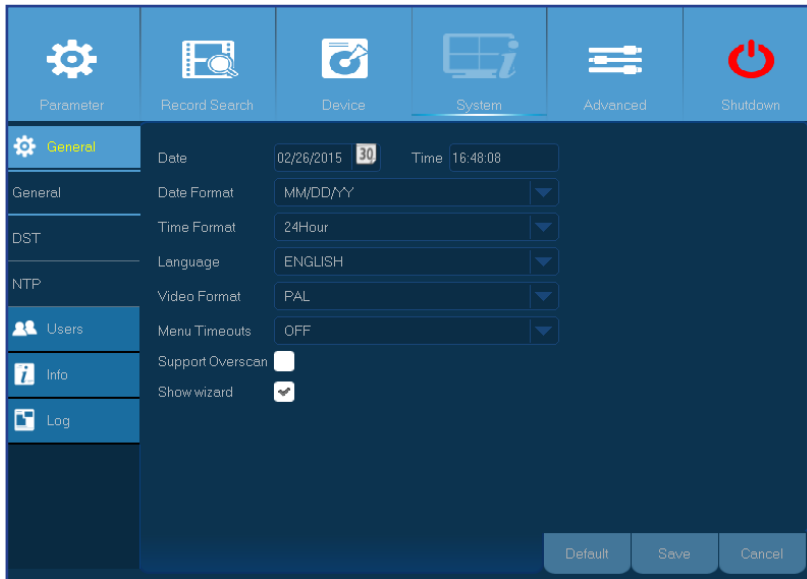 Parameter Record Search Device System Advanced Shutdown
General
General
DST
NTP
Users
Info
Log
Date 02/26/2015 30 Time 16:48:08
Date Format MM/DD/YY
Time Format 24Hour
Language ENGLISH
Video Format PAL
Menu Timeouts OFF
Support Overscan
Show wizard
Default Save Cancel